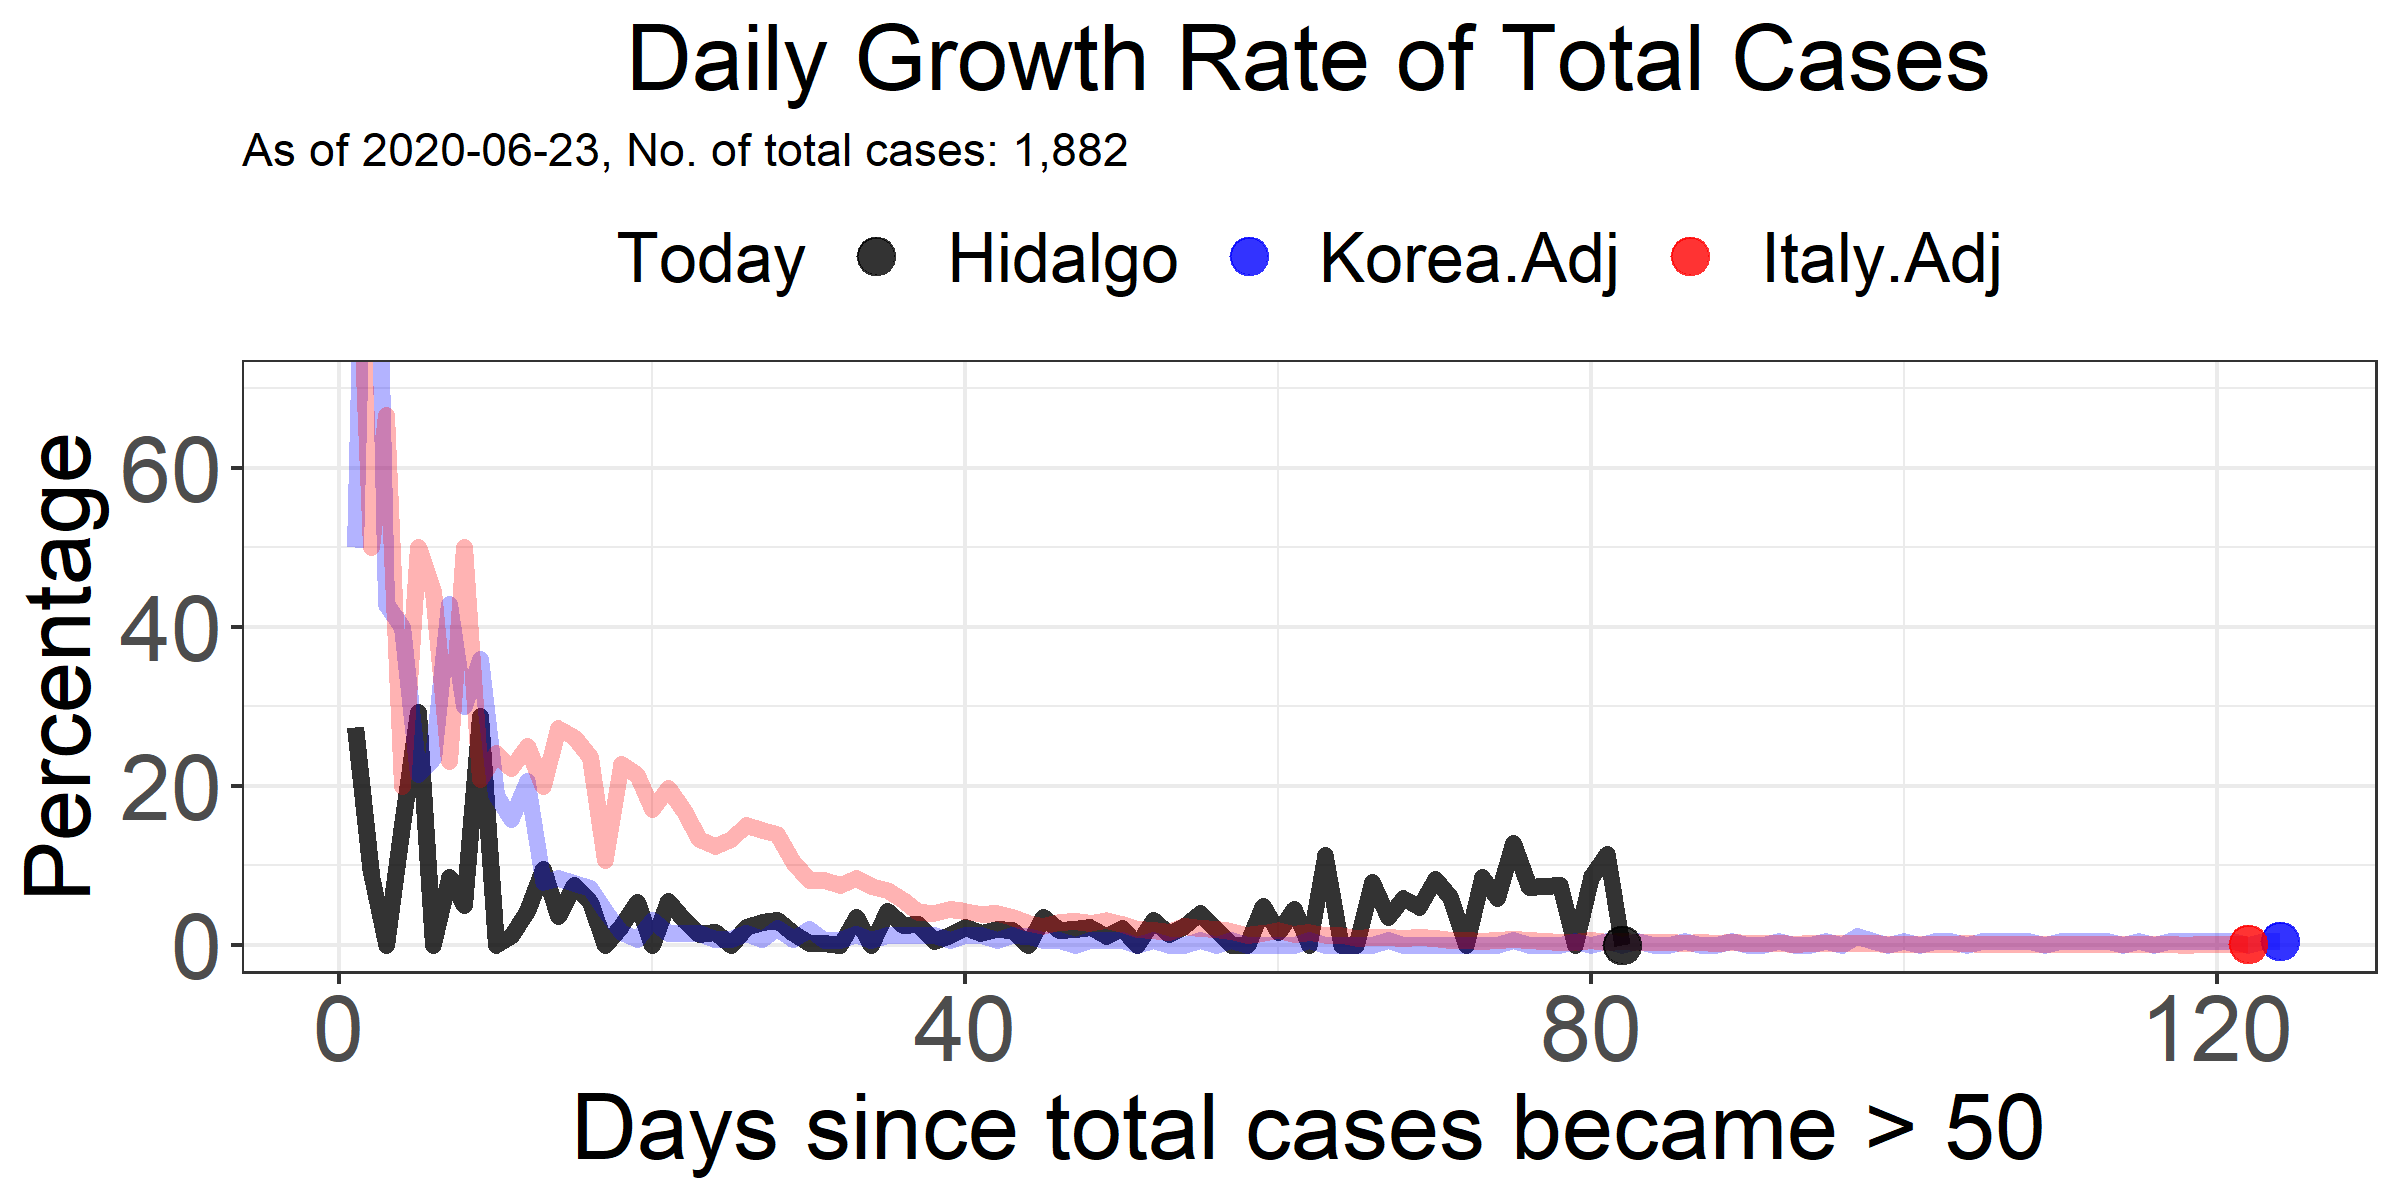 Daily Growth Rate of Total Cases
As of 2020-06-23, No. of total cases: 1,882
Today Hidalgo Korea.Adj Italy.Adj
Percentage
60
40
20
0
0 40 80 120
Days since total cases became > 50